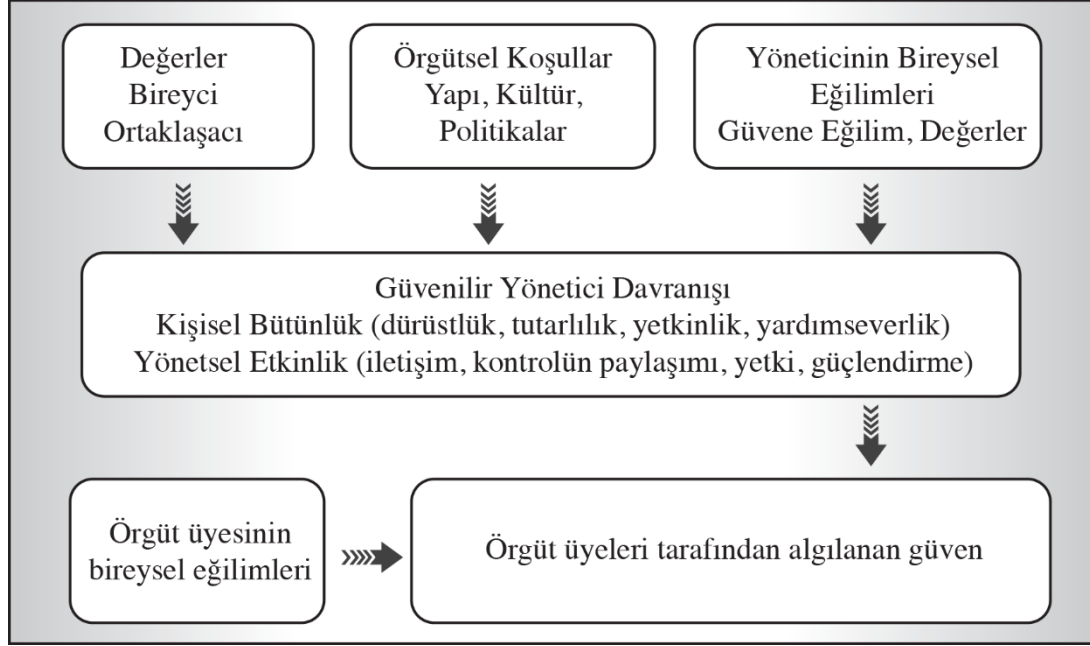 Değerler
Bireyci
Ortaklaşacı
Örgütsel Koşullar
Yapı, Kültür,
Politikalar
Yöneticinin Bireysel
Eğilimleri
Güvene Eğilim, Değerler
Güvenilir Yönetici Davranışı
Kişisel Bütünlük (dürüstlük, tutarlılık, yetkinlik, yardımseverlik)
Yönetsel Etkinlik (iletişim, kontrolün paylaşımı, yetki, güçlendirme)
Örgüt üyesinin
bireysel eğilimleri
Örgüt üyeleri tarafından algılanan güven